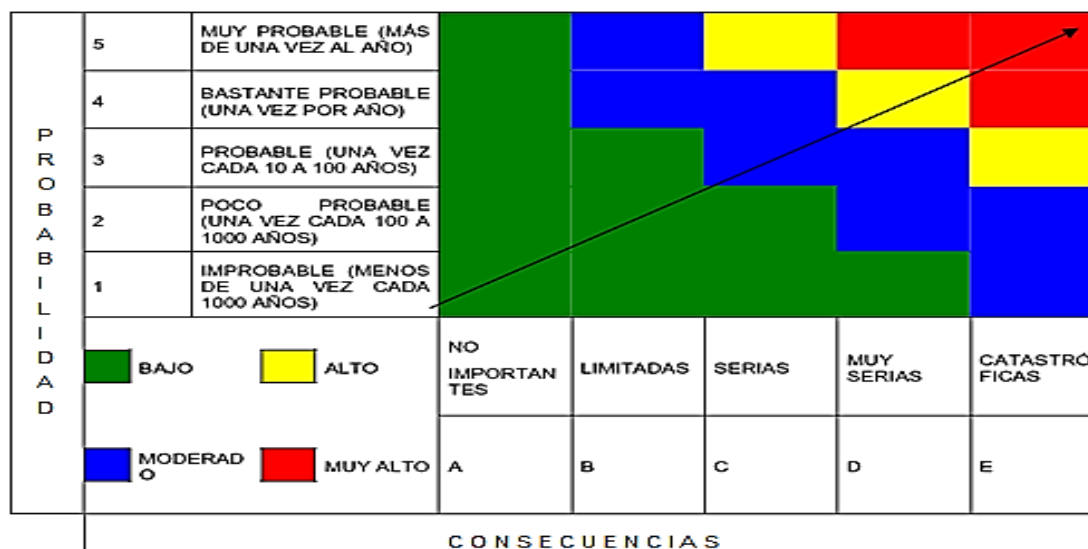 PROBABILIDAD
5
MUY PROBABLE (MÁS
DE UNA VEZ AL AÑO)
4
BASTANTE PROBABLE
(UNA VEZ POR AÑO)
3
PROBABLE (UNA VEZ
CADA 10 A 100 AÑOS)
2
POCO PROBABLE
(UNA VEZ CADA 100 A
1000 AÑOS)
1
IMPROBABLE (MENOS
DE UNA VEZ CADA
1000 AÑOS)
BAJO
ALTO
MODERAD
O
MUY ALTO
NO
IMPORTAN
TES
LIMITADAS
SERIAS
MUY
SERIAS
CATASTRÓ
FICAS
A
B
C
D
E
CONSECUENCIAS